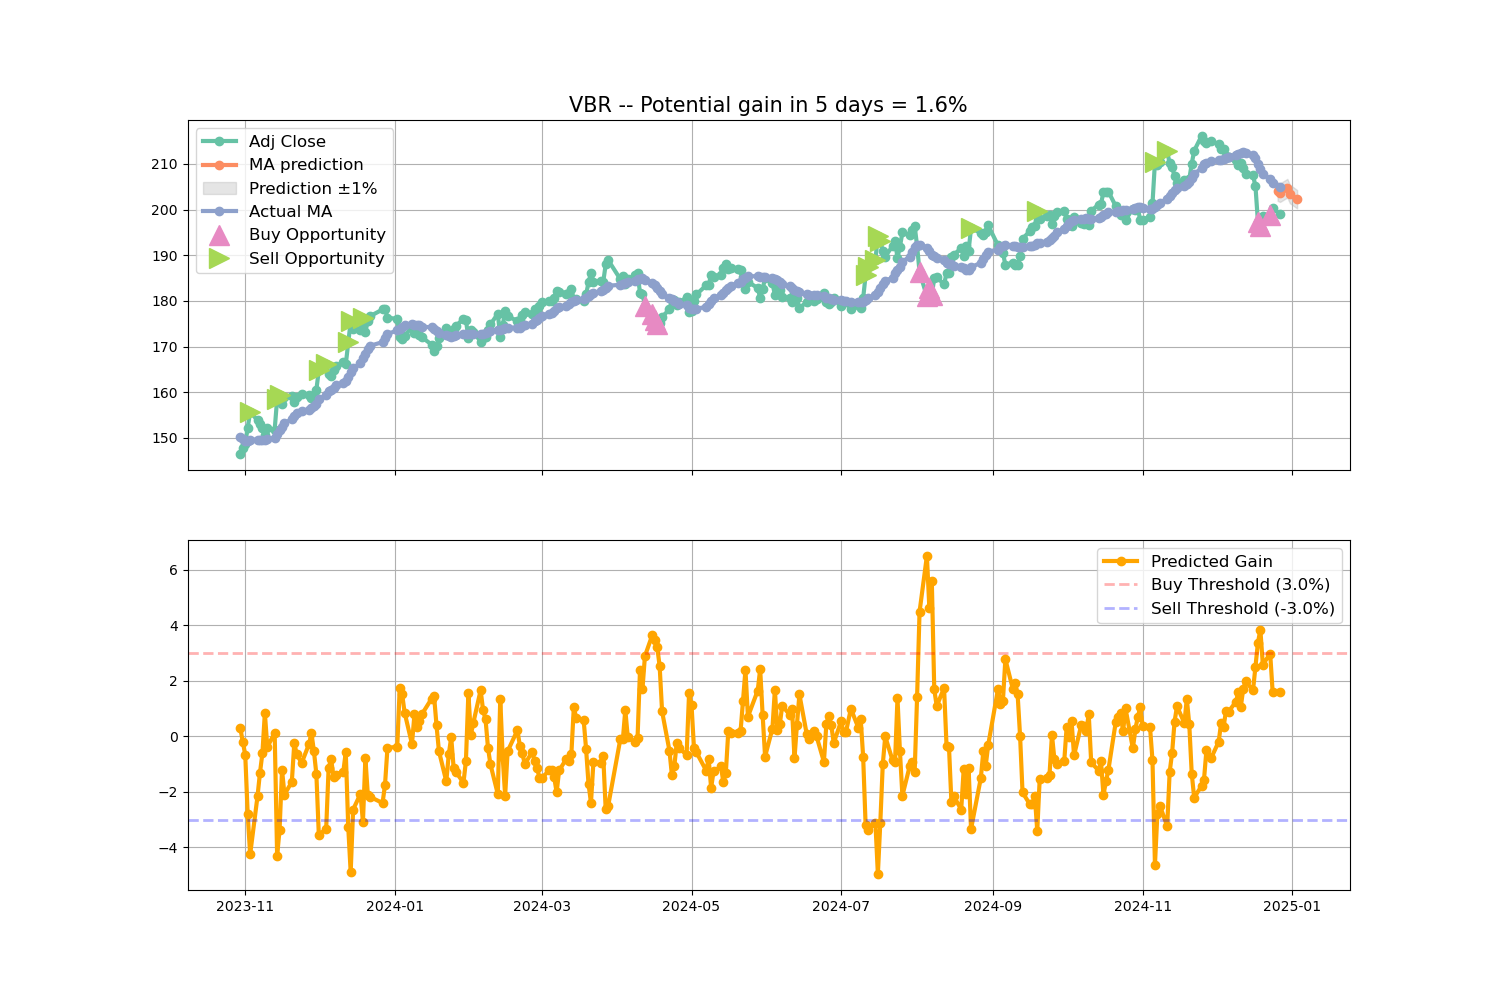 VBR -- Potential gain in 5 days = 1.6%
Adj Close
MA prediction
Prediction ±1%
Actual MA
Buy Opportunity
Sell Opportunity
210
200
190
180
170
160
150
Predicted Gain
Buy Threshold (3.0%)
Sell Threshold (-3.0%)
6
4
2
0
−2
−4
2023-11 2024-01 2024-03 2024-05 2024-07 2024-09 2024-11 2025-01